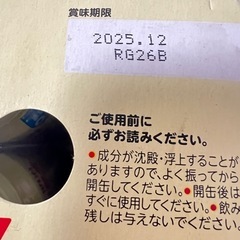 賞味期限
2025.12
RG26B
ご使用前に
必ずお読みください。
●成分が沈殿・浮上することが
ありますので、よく振ってから
開缶してください。●開缶後は
すぐに使用してください。●飲み
残しは与えないでください。